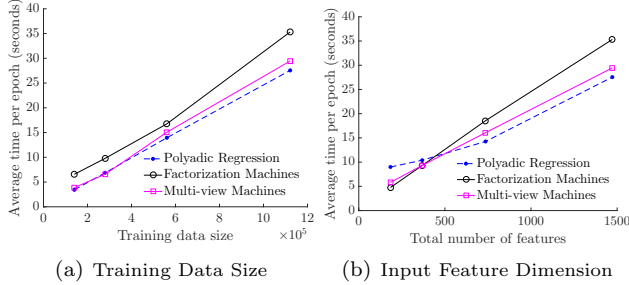 Average time per epoch (seconds)
40
35
30
25
20
15
10
5
0
Polyadic Regression
Factorization Machines
Multi-view Machines
0 2 4 6 8 10 12
Training data size ×10⁵
(a) Training Data Size
Average time per epoch (seconds)
40
35
30
25
20
15
10
5
0
Polyadic Regression
Factorization Machines
Multi-view Machines
0 500 1000 1500
Total number of features
(b) Input Feature Dimension